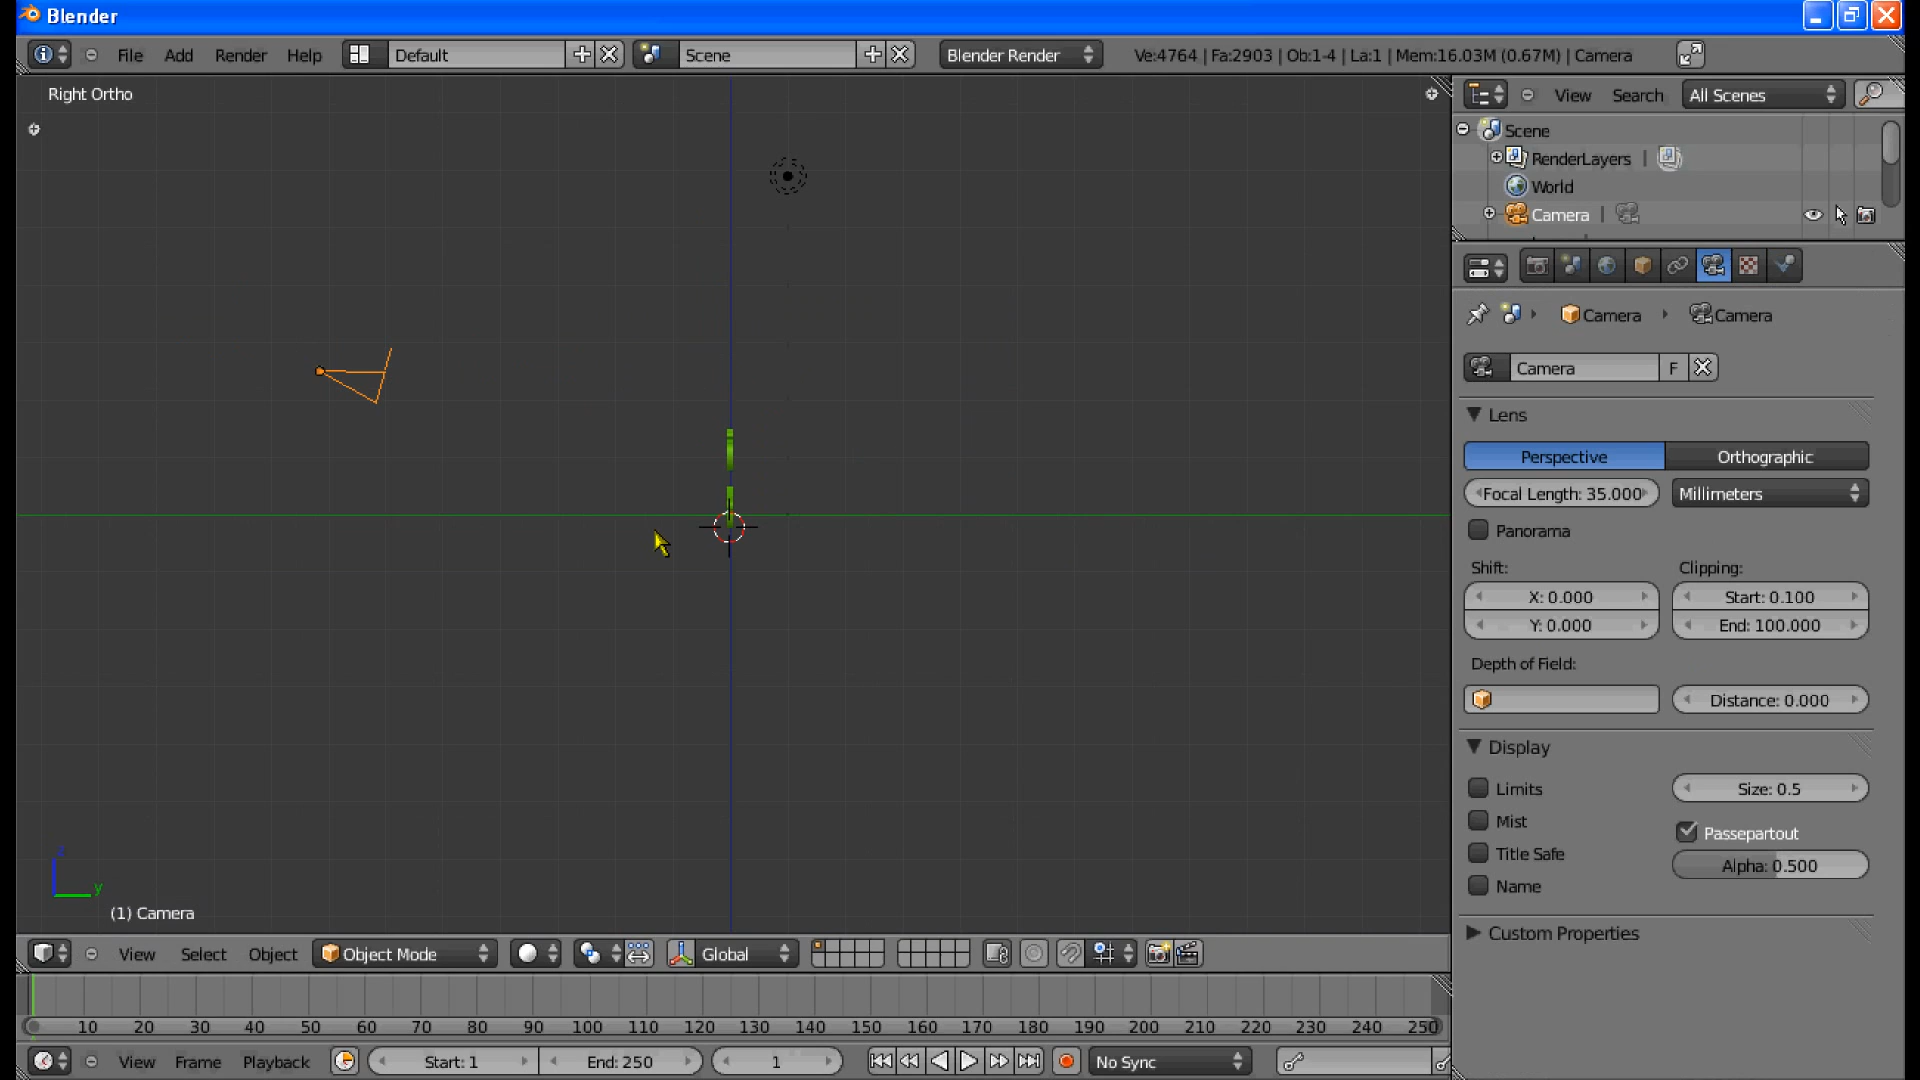 Blender
File Add Render Help Default Scene Blender Render Ve:4764 | Fa:2903 | Ob:1-4 | La:1 | Mem:16.03M (0.67M) | Camera
Right Ortho
View Search All Scenes
Scene
RenderLayers
World
Camera
Camera Camera
Camera F
Lens
Perspective Orthographic
Focal Length: 35.000 Millimeters
Panorama
Shift: Clipping:
X: 0.000 Start: 0.100
Y: 0.000 End: 100.000
Depth of Field:
Distance: 0.000
Display
Limits Size: 0.5
Mist Passepartout
Title Safe Alpha: 0.500
Name
Custom Properties
z
y
(1) Camera
View Select Object Object Mode Global
10 20 30 40 50 60 70 80 90 100 110 120 130 140 150 160 170 180 190 200 210 220 230 240 250
View Frame Playback Start: 1 End: 250 1 No Sync